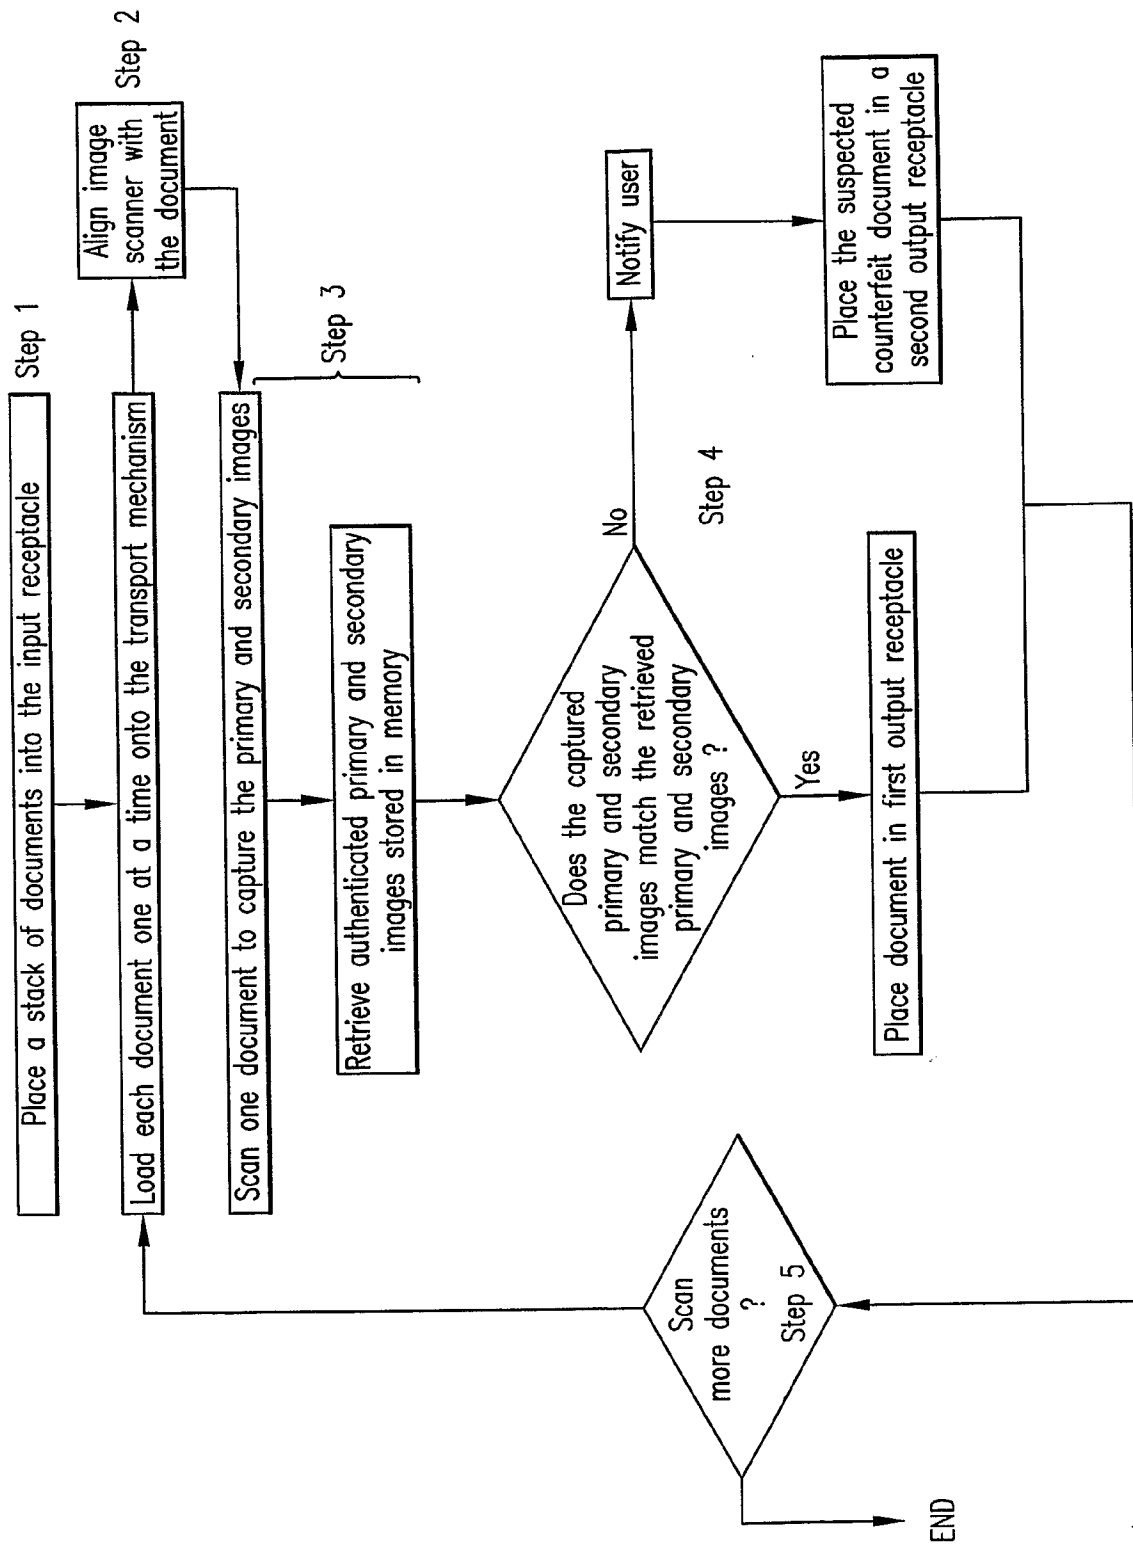 Place a stack of documents into the input receptacle
Step 1
Load each document one at a time onto the transport mechanism
Align image
scanner with
the document
Step 2
Scan one document to capture the primary and secondary images
Step 3
Retrieve authenticated primary and secondary
images stored in memory
Does the captured
primary and secondary
images match the retrieved
primary and secondary
images ?
No
Step 4
Notify user
Yes
Place the suspected
counterfeit document in a
second output receptacle
Place document in first output receptacle
Scan
more documents
?
Step 5
END